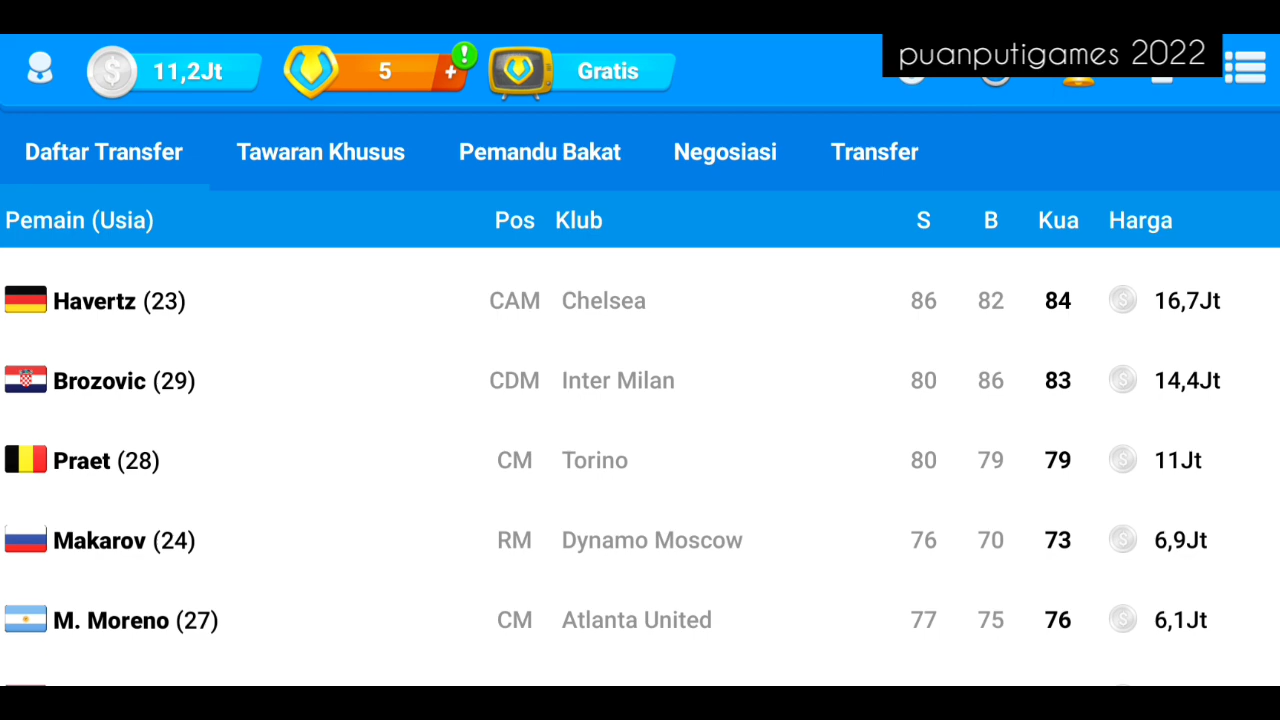 puanputigames 2022
11,2Jt 5 + ! Gratis
Daftar Transfer Tawaran Khusus Pemandu Bakat Negosiasi Transfer
Pemain (Usia) Pos Klub S B Kua Harga
Havertz (23) CAM Chelsea 86 82 84 16,7Jt
Brozovic (29) CDM Inter Milan 80 86 83 14,4Jt
Praet (28) CM Torino 80 79 79 11Jt
Makarov (24) RM Dynamo Moscow 76 70 73 6,9Jt
M. Moreno (27) CM Atlanta United 77 75 76 6,1Jt